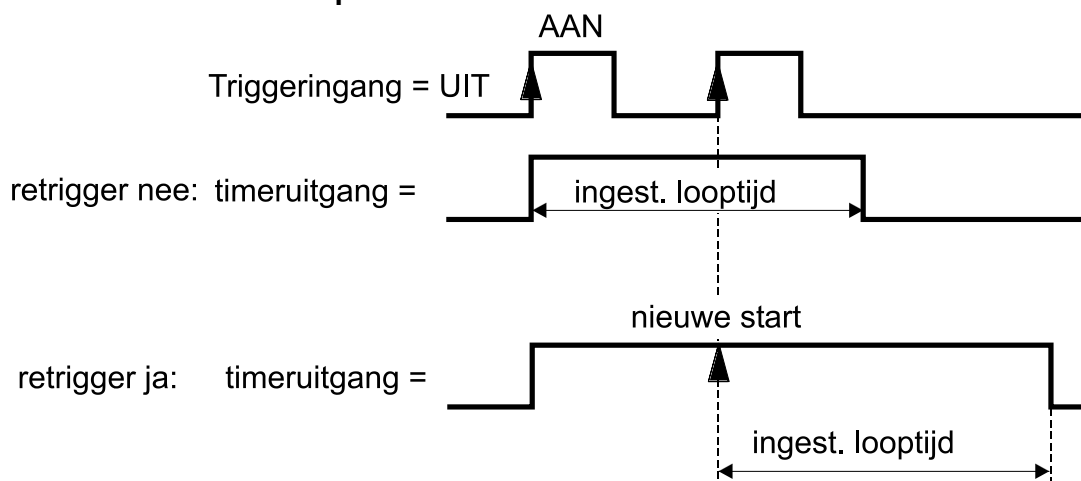 AAN
Triggeringang = UIT
retrigger nee: timeruitgang =
ingest. looptijd
nieuwe start
retrigger ja: timeruitgang =
ingest. looptijd